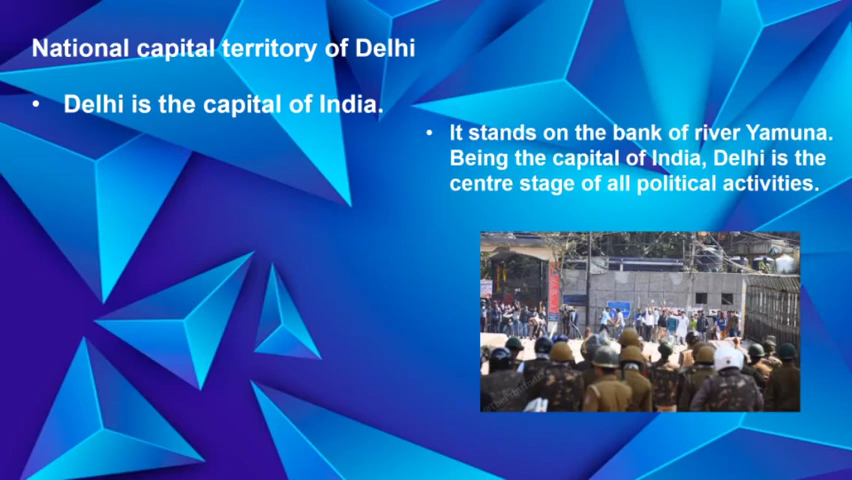 National capital territory of Delhi
• Delhi is the capital of India.
• It stands on the bank of river Yamuna.
Being the capital of India, Delhi is the
centre stage of all political activities.